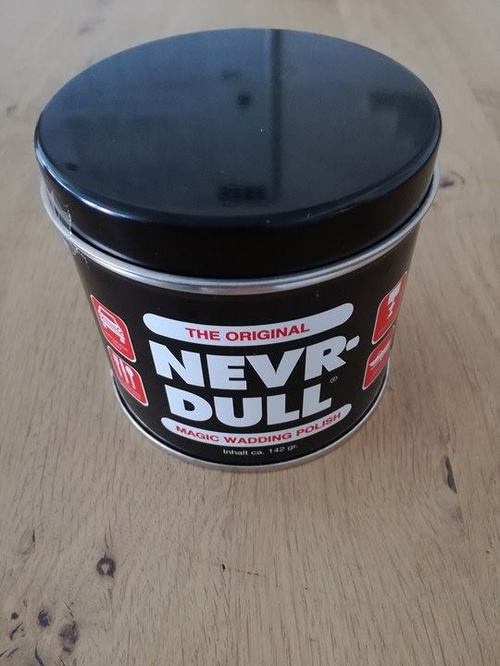 THE ORIGINAL
NEVR-
DULL®
MAGIC WADDING POLISH
Inhalt ca. 142 gr.